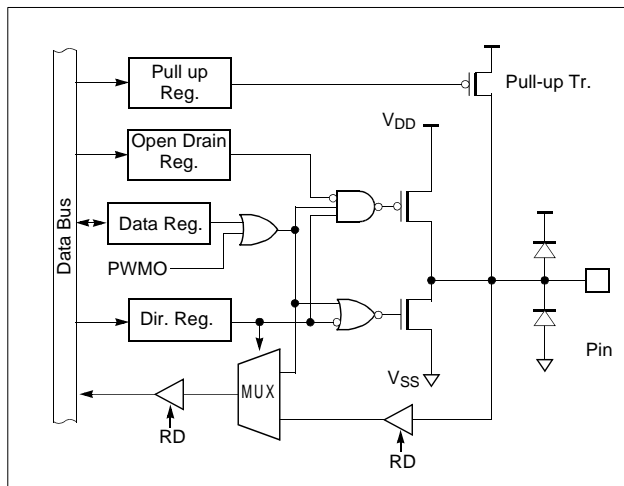 Pull up
Reg.
Pull-up Tr.
VDD
Open Drain
Reg.
Data Bus
Data Reg.
PWMO
Dir. Reg.
MUX
VSS
Pin
RD
RD